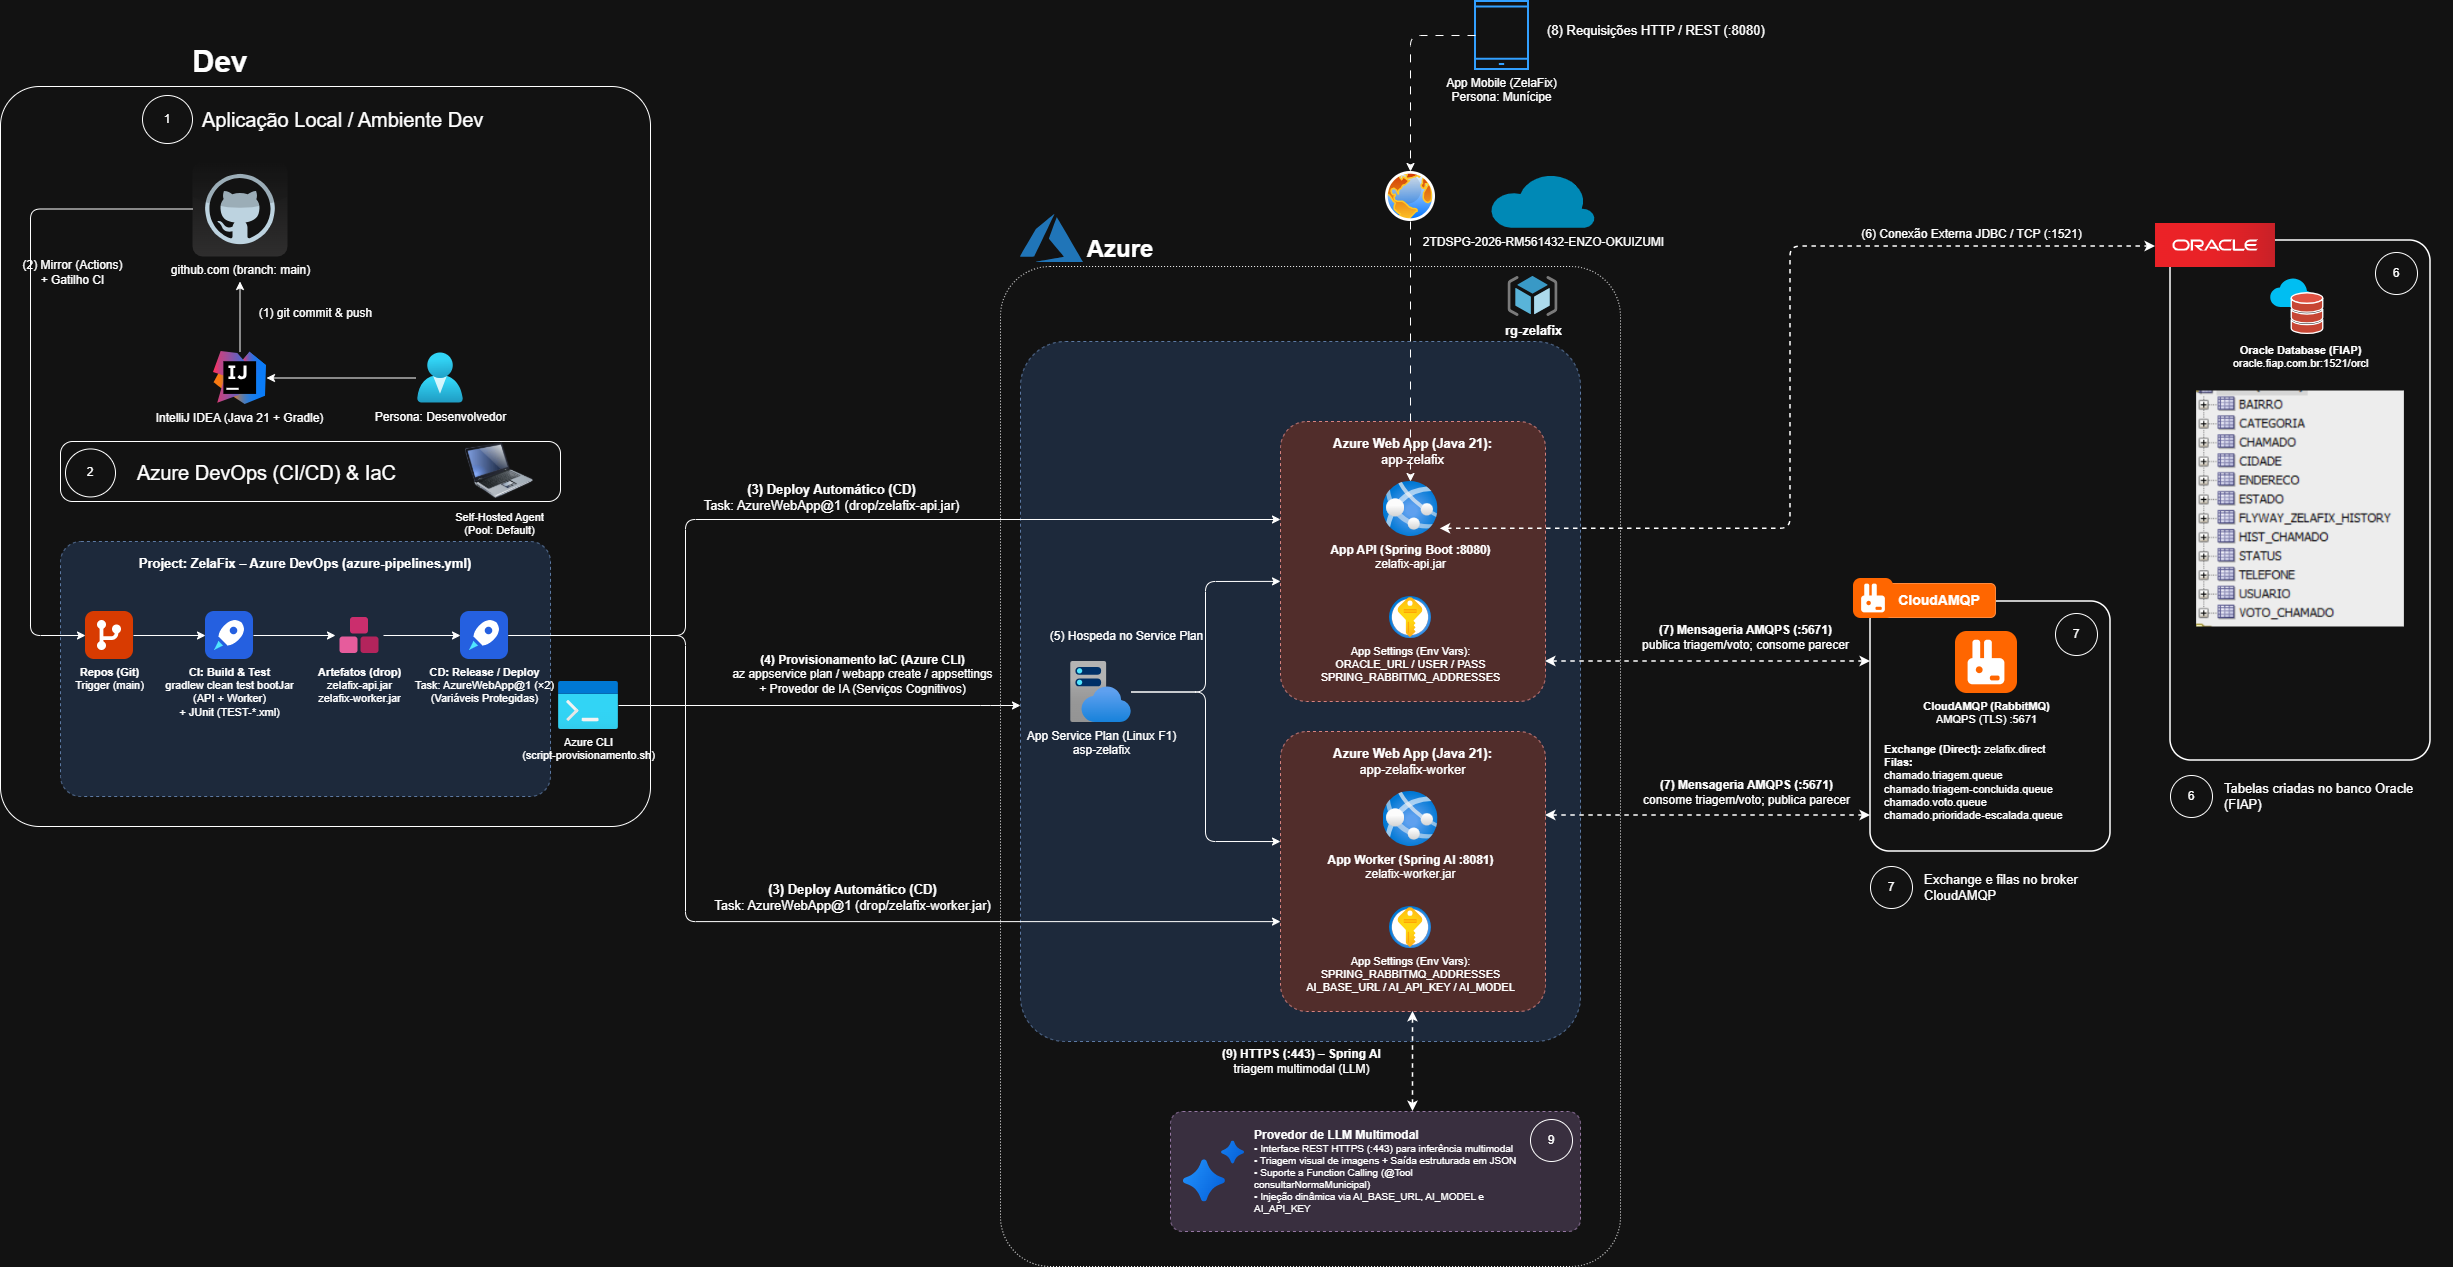 Dev
1
Aplicação Local / Ambiente Dev
github.com (branch: main)
(2) Mirror (Actions)
+ Gatilho CI
(1) git commit & push
IJ
IntelliJ IDEA (Java 21 + Gradle)
Persona: Desenvolvedor
2
Azure DevOps (CI/CD) & IaC
Self-Hosted Agent
(Pool: Default)
Project: ZelaFix – Azure DevOps (azure-pipelines.yml)
Repos (Git)
Trigger (main)
CI: Build & Test
gradlew clean test bootJar
(API + Worker)
+ JUnit (TEST-*.xml)
Artefatos (drop)
zelafix-api.jar
zelafix-worker.jar
CD: Release / Deploy
Task: AzureWebApp@1 (×2)
(Variáveis Protegidas)
Azure CLI
(script-provisionamento.sh)
(3) Deploy Automático (CD)
Task: AzureWebApp@1 (drop/zelafix-api.jar)
(4) Provisionamento IaC (Azure CLI)
az appservice plan / webapp create / appsettings
+ Provedor de IA (Serviços Cognitivos)
(3) Deploy Automático (CD)
Task: AzureWebApp@1 (drop/zelafix-worker.jar)
(8) Requisições HTTP / REST (:8080)
App Mobile (ZelaFix)
Persona: Munícipe
2TDSPG-2026-RM561432-ENZO-OKUIZUMI
Azure
rg-zelafix
(5) Hospeda no Service Plan
App Service Plan (Linux F1)
asp-zelafix
Azure Web App (Java 21):
app-zelafix
App API (Spring Boot :8080)
zelafix-api.jar
App Settings (Env Vars):
ORACLE_URL / USER / PASS
SPRING_RABBITMQ_ADDRESSES
Azure Web App (Java 21):
app-zelafix-worker
App Worker (Spring AI :8081)
zelafix-worker.jar
App Settings (Env Vars):
SPRING_RABBITMQ_ADDRESSES
AI_BASE_URL / AI_API_KEY / AI_MODEL
(9) HTTPS (:443) – Spring AI
triagem multimodal (LLM)
9
Provedor de LLM Multimodal
• Interface REST HTTPS (:443) para inferência multimodal
• Triagem visual de imagens + Saída estruturada em JSON
• Suporte a Function Calling (@Tool
consultarNormaMunicipal)
• Injeção dinâmica via AI_BASE_URL, AI_MODEL e
AI_API_KEY
(6) Conexão Externa JDBC / TCP (:1521)
(7) Mensageria AMQPS (:5671)
publica triagem/voto; consome parecer
(7) Mensageria AMQPS (:5671)
consome triagem/voto; publica parecer
CloudAMQP
7
CloudAMQP (RabbitMQ)
AMQPS (TLS) :5671
Exchange (Direct): zelafix.direct
Filas:
chamado.triagem.queue
chamado.triagem-concluida.queue
chamado.voto.queue
chamado.prioridade-escalada.queue
7
Exchange e filas no broker
CloudAMQP
ORACLE
6
Oracle Database (FIAP)
oracle.fiap.com.br:1521/orcl
BAIRRO
CATEGORIA
CHAMADO
CIDADE
ENDERECO
ESTADO
FLYWAY_ZELAFIX_HISTORY
HIST_CHAMADO
STATUS
TELEFONE
USUARIO
VOTO_CHAMADO
6
Tabelas criadas no banco Oracle
(FIAP)